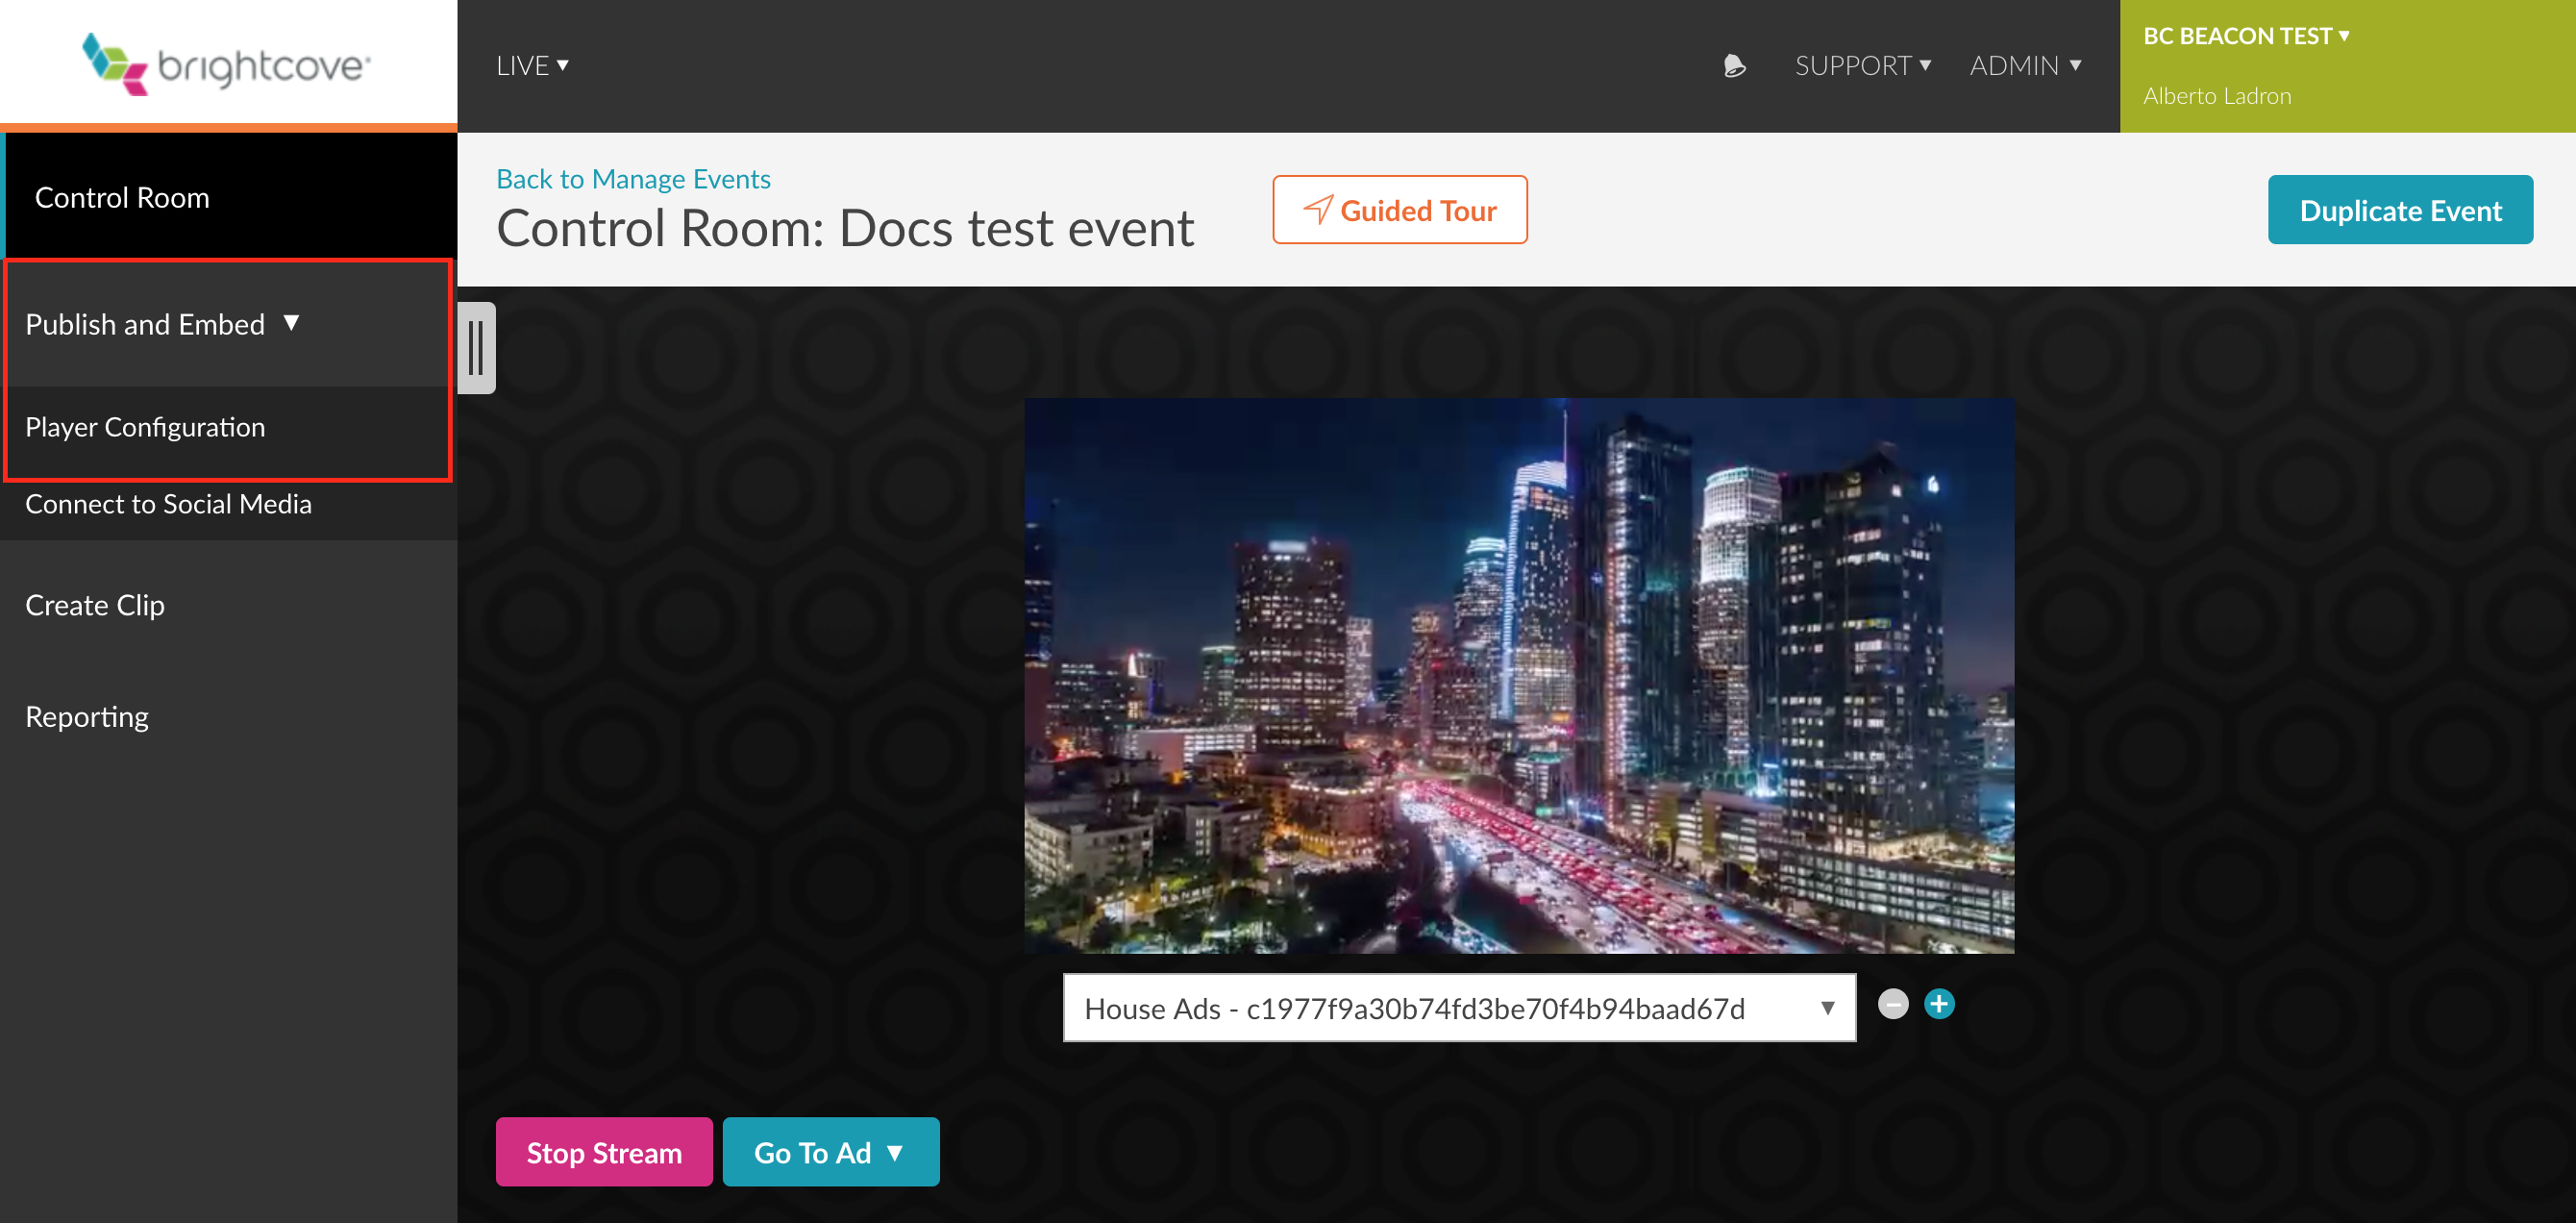 brightcove
LIVE
SUPPORT
ADMIN
BC BEACON TEST
Alberto Ladron
Control Room
Publish and Embed
Player Configuration
Connect to Social Media
Create Clip
Reporting
Back to Manage Events
Control Room: Docs test event
Guided Tour
Duplicate Event
House Ads - c1977f9a30b74fd3be70f4b94baad67d
Stop Stream
Go To Ad